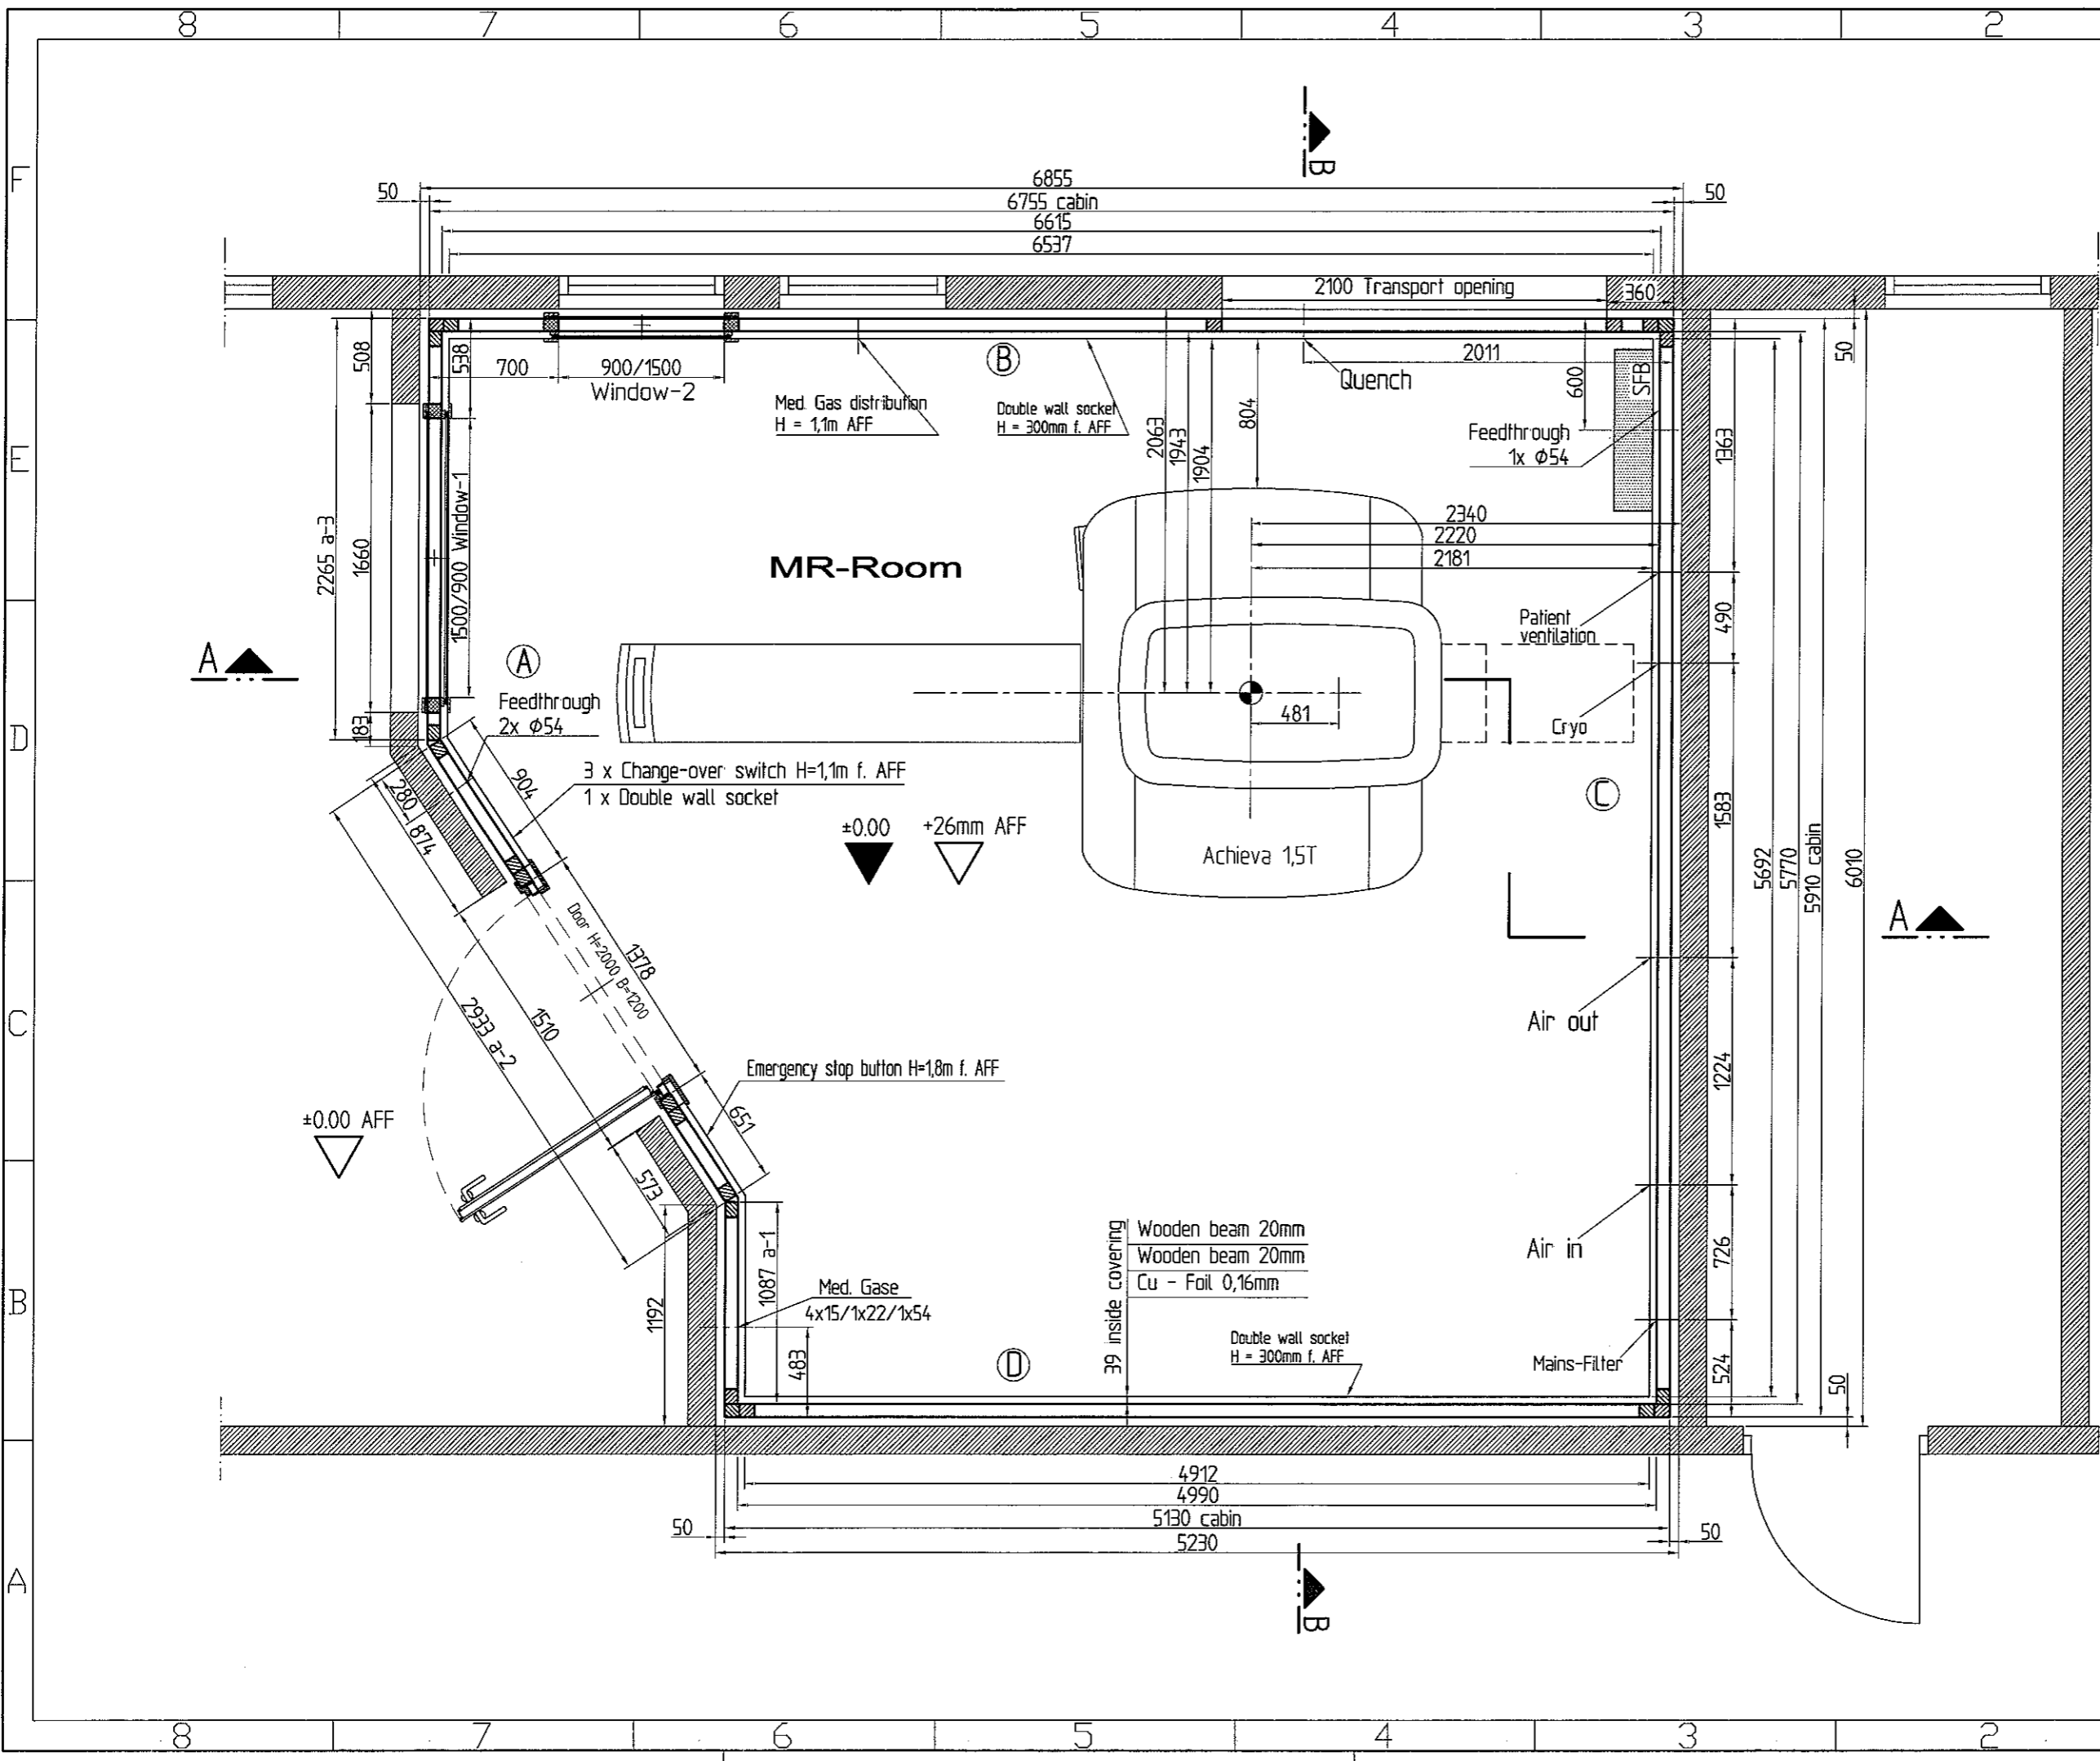 8 7 6 5 4 3 2
F
E
D
C
B
A
B
6855
50
50
6755 cabin
6615
6537
2100 Transport opening
360
508
538
700
900/1500
Window-2
B
Med. Gas distribution
H = 1,1m AFF
Double wall socket
H = 300mm f. AFF
2063
1943
1904
804
Quench
2011
600
SFB
50
Feedthrough
1x φ54
1363
2265 a-3
1660
1500/900 Window-1
MR-Room
2340
2220
2181
Patient
ventilation
490
A
A
Feedthrough
2x φ54
183
481
Cryo
3 x Change-over switch H=1,1m f. AFF
1 x Double wall socket
904
280
874
±0.00
+26mm AFF
Achieva 1,5T
C
1583
5692
5770
5910 cabin
6010
A
Door H=2000 B=1200
1378
1510
2933 a-2
Air out
Emergency stop button H=1,8m f. AFF
651
1224
±0.00 AFF
573
1087 a-1
1192
Med. Gase
4x15/1x22/1x54
483
39 inside covering
Wooden beam 20mm
Wooden beam 20mm
Cu - Foil 0,16mm
Air in
726
D
Double wall socket
H = 300mm f. AFF
Mains-Filter
524
50
4912
4990
5130 cabin
50
50
5230
B
8 7 6 5 4 3 2